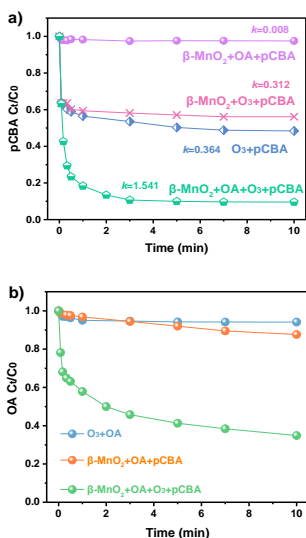 a)
1.0
0.8
0.6
0.4
0.2
0.0
pCBA Ct/C0
k=0.008
β-MnO2+OA+pCBA
k=0.312
β-MnO2+O3+pCBA
k=0.364
O3+pCBA
k=1.541
β-MnO2+OA+O3+pCBA
0 2 4 6 8 10
Time (min)
b)
1.0
0.8
0.6
0.4
0.2
0.0
OA Ct/C0
O3+OA
β-MnO2+OA+pCBA
β-MnO2+OA+O3+pCBA
0 2 4 6 8 10
Time (min)